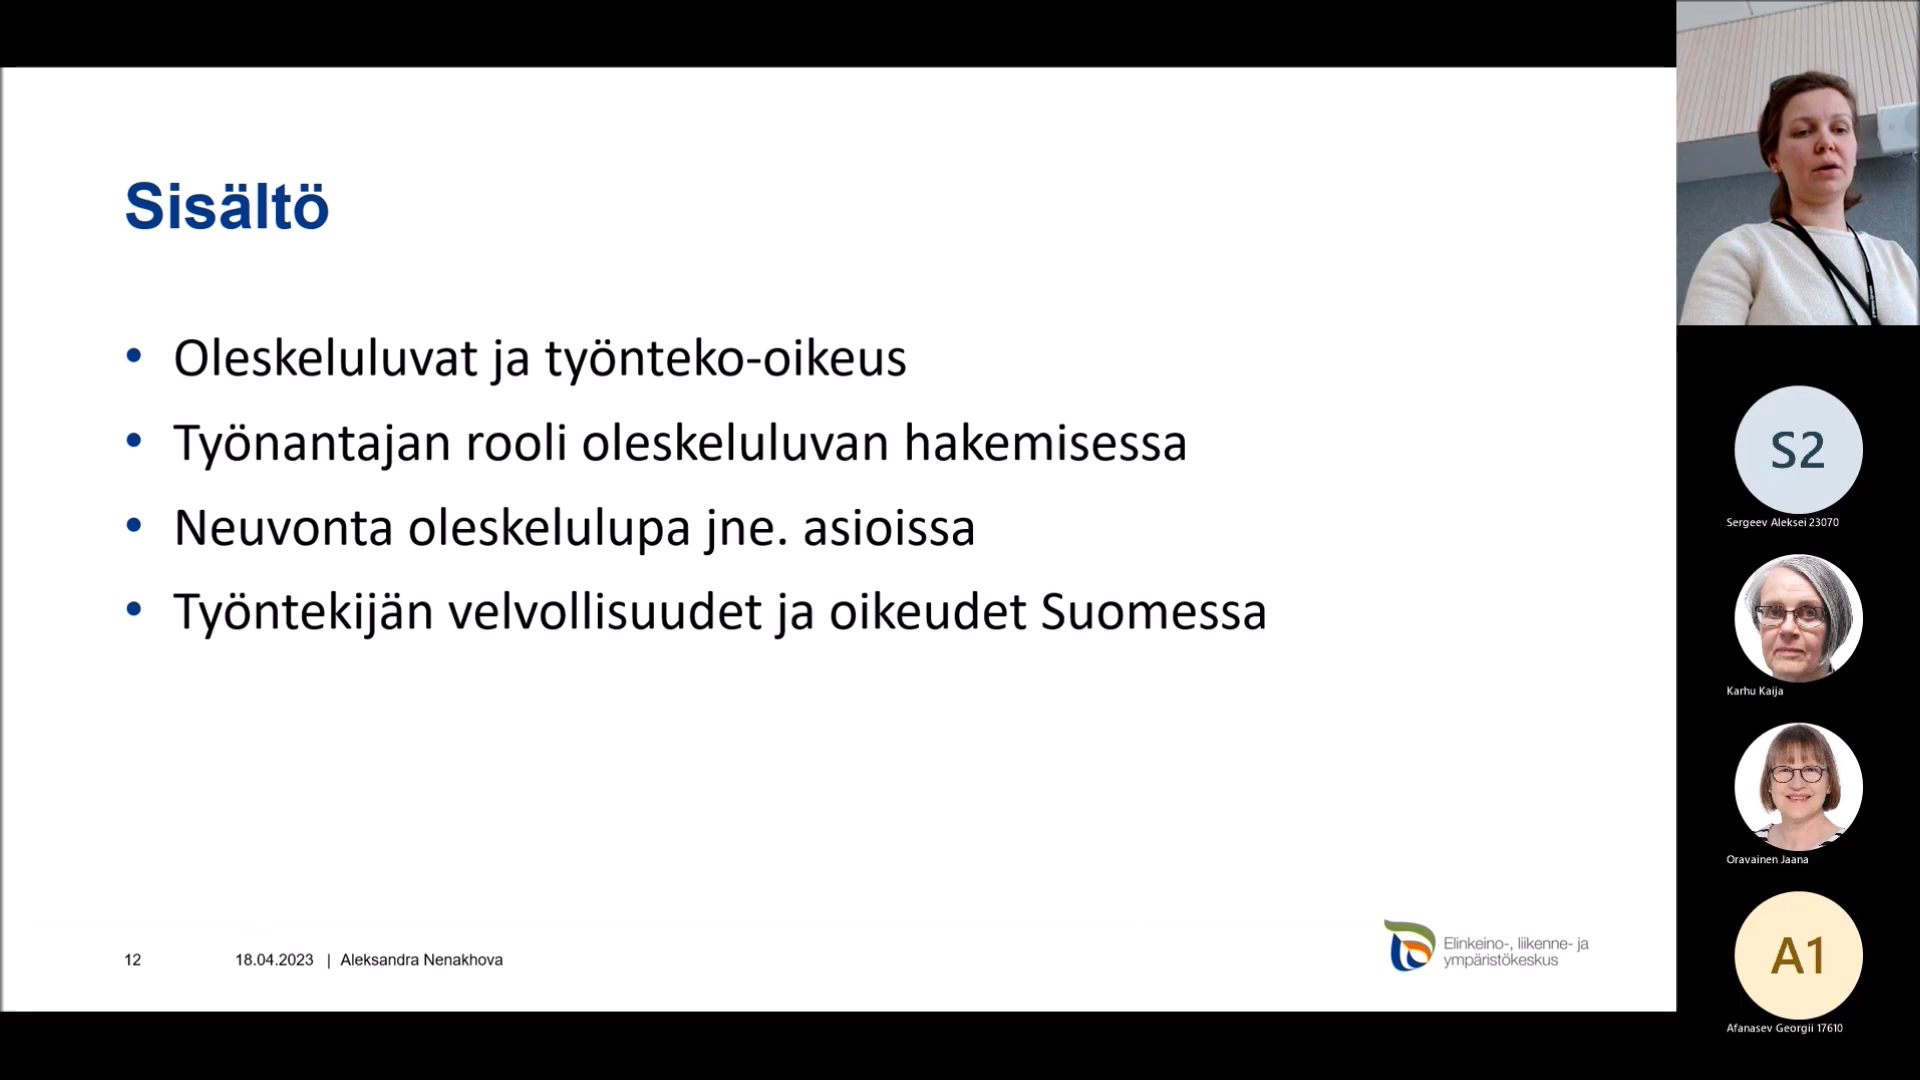 Sisältö
• Oleskeluluvat ja työnteko-oikeus
• Työnantajan rooli oleskeluluvan hakemisessa
• Neuvonta oleskelulupa jne. asioissa
• Työntekijän velvollisuudet ja oikeudet Suomessa
12 18.04.2023 | Aleksandra Nenakhova
Elinkeino-, liikenne- ja
ympäristökeskus
S2
Sergeev Aleksei 23070
Karhu Kaija
Oravainen Jaana
A1
Afanasev Georgii 17610